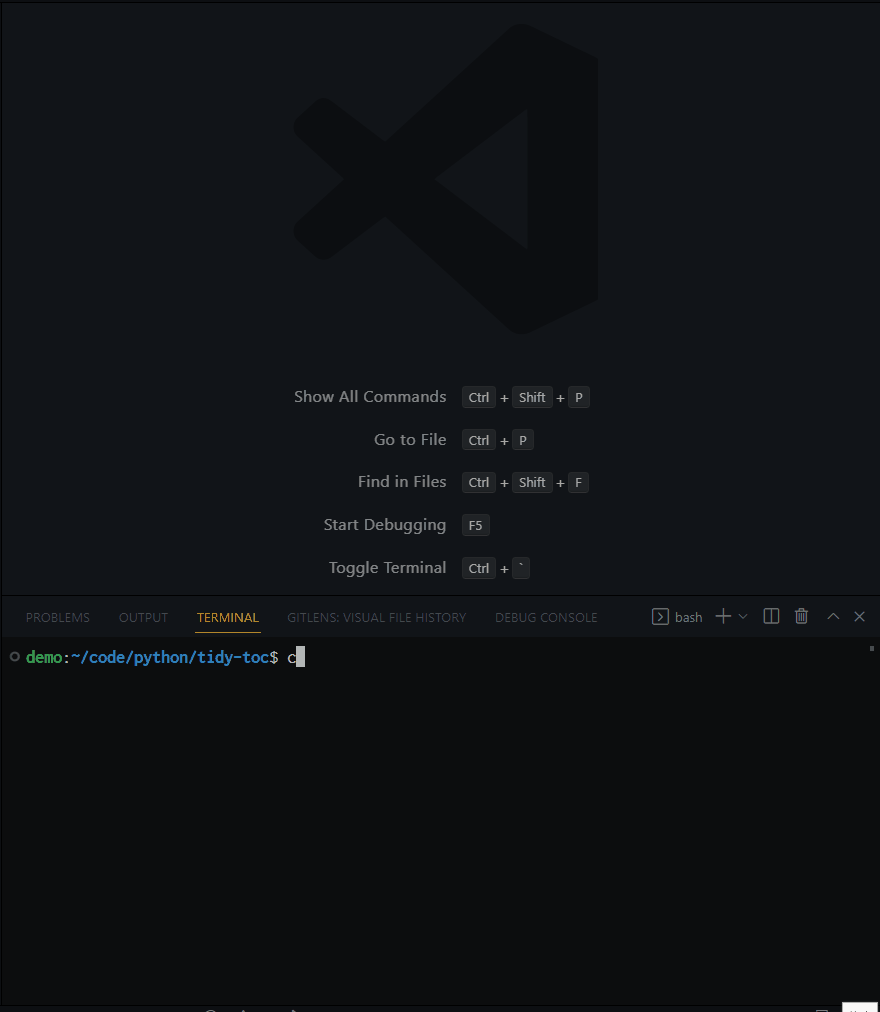 Show All Commands Ctrl + Shift + P
Go to File Ctrl + P
Find in Files Ctrl + Shift + F
Start Debugging F5
Toggle Terminal Ctrl + `
PROBLEMS OUTPUT TERMINAL GITLENS: VISUAL FILE HISTORY DEBUG CONSOLE bash
demo:~/code/python/tidy-toc$ c